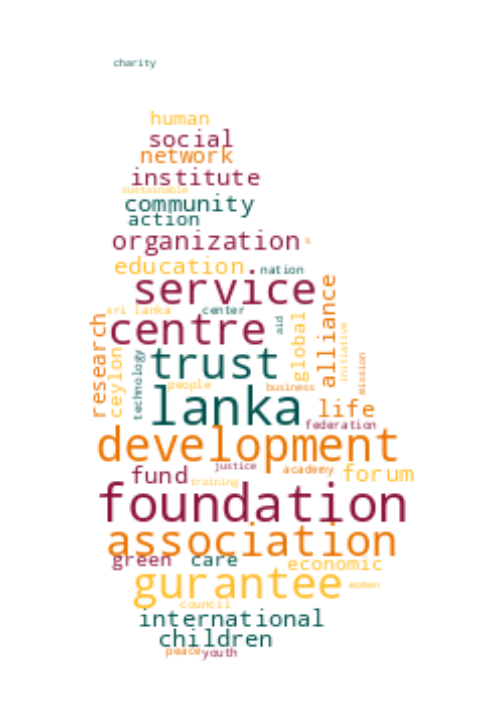 charity
human
social
network
institute
sustainable
community
action
organization
education
nation
service
sri lanka
center
centre
aid
global
alliance
initiative
mission
research
ceylon
technology
trust
people
business
lanka
life
federation
development
justice
fund
academy
forum
training
foundation
association
green
care
economic
gurantee
women
council
international
children
peace
youth